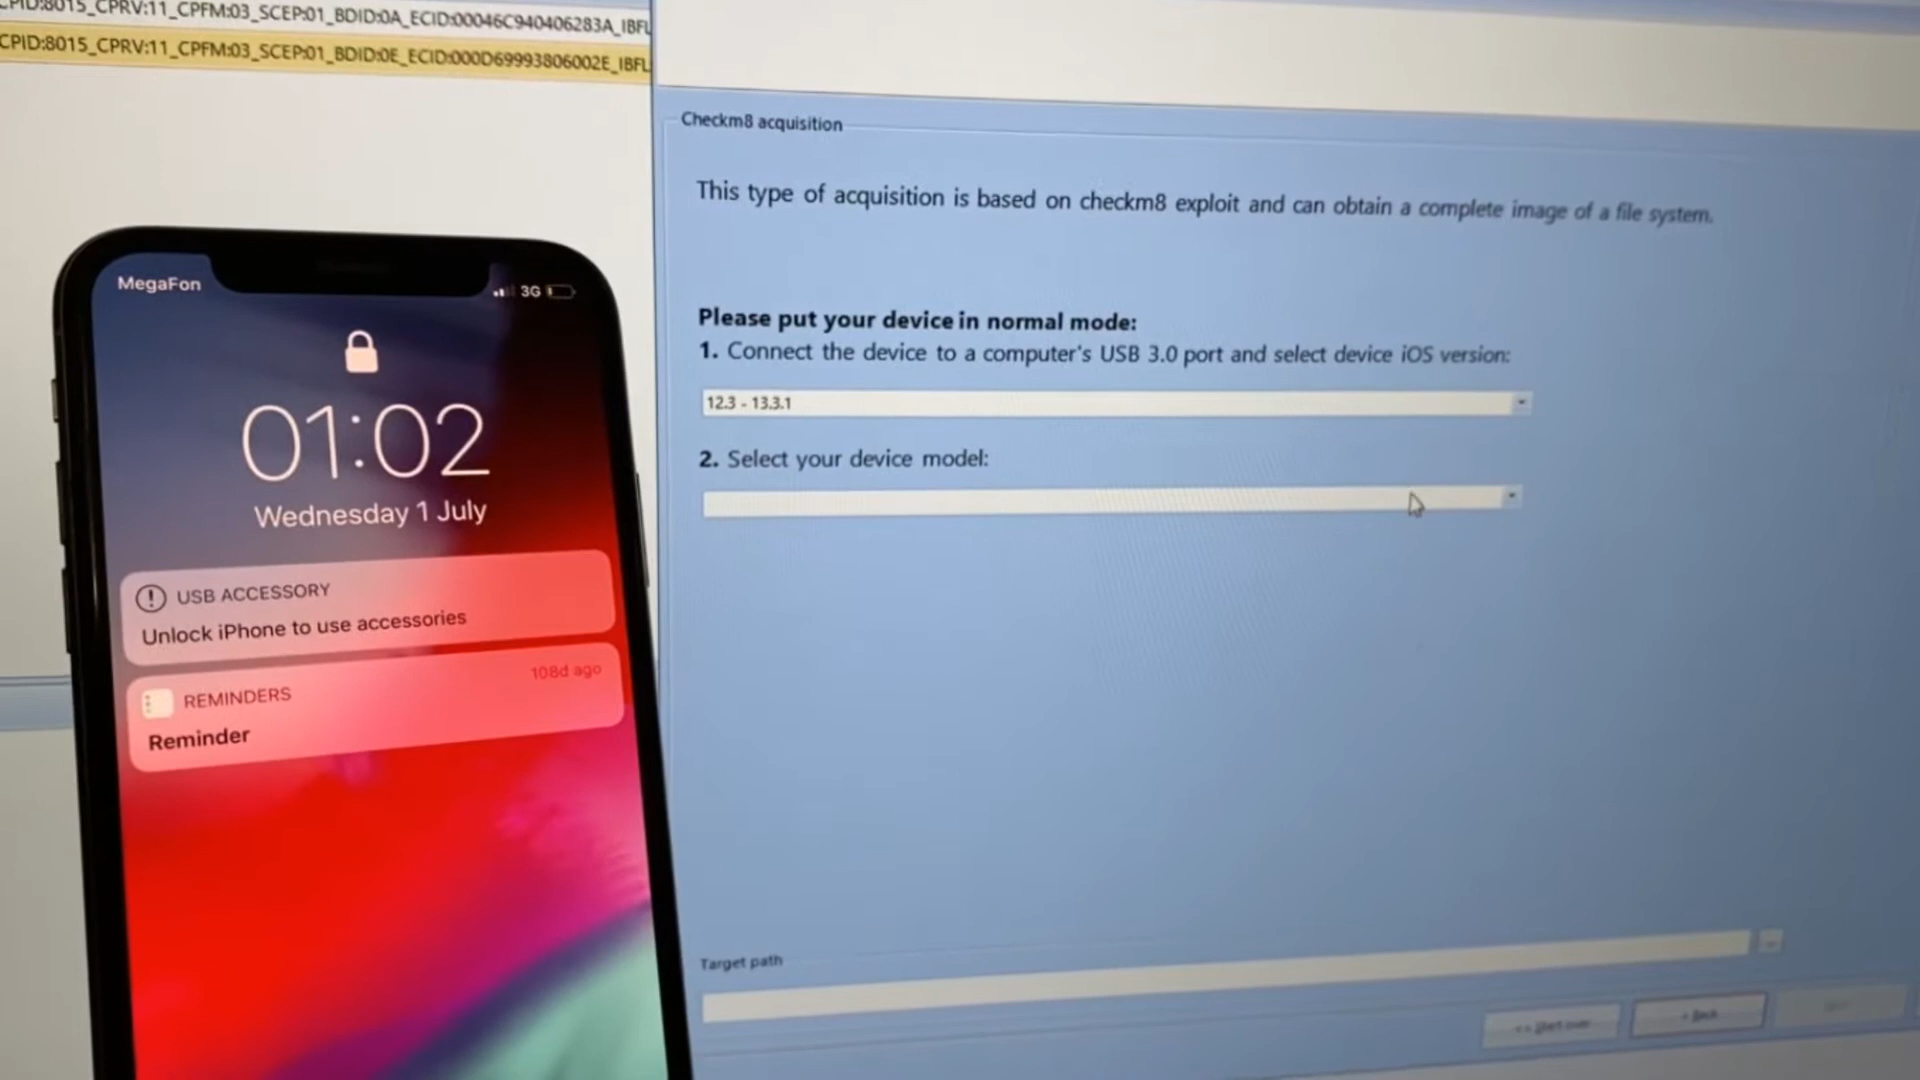 CPID:8015_CPRV:11_CPFM:03_SCEP:01_BDID:0A_ECID:00046C940406283A_IBFL
CPID:8015_CPRV:11_CPFM:03_SCEP:01_BDID:0E_ECID:000D69993806002E_IBFL
Checkm8 acquisition
This type of acquisition is based on checkm8 exploit and can obtain a complete image of a file system.
Please put your device in normal mode:
1. Connect the device to a computer's USB 3.0 port and select device iOS version:
12.3 - 13.3.1
2. Select your device model:
Target path
<< Start over
< Back
MegaFon
3G
01:02
Wednesday 1 July
USB ACCESSORY
Unlock iPhone to use accessories
REMINDERS
108d ago
Reminder